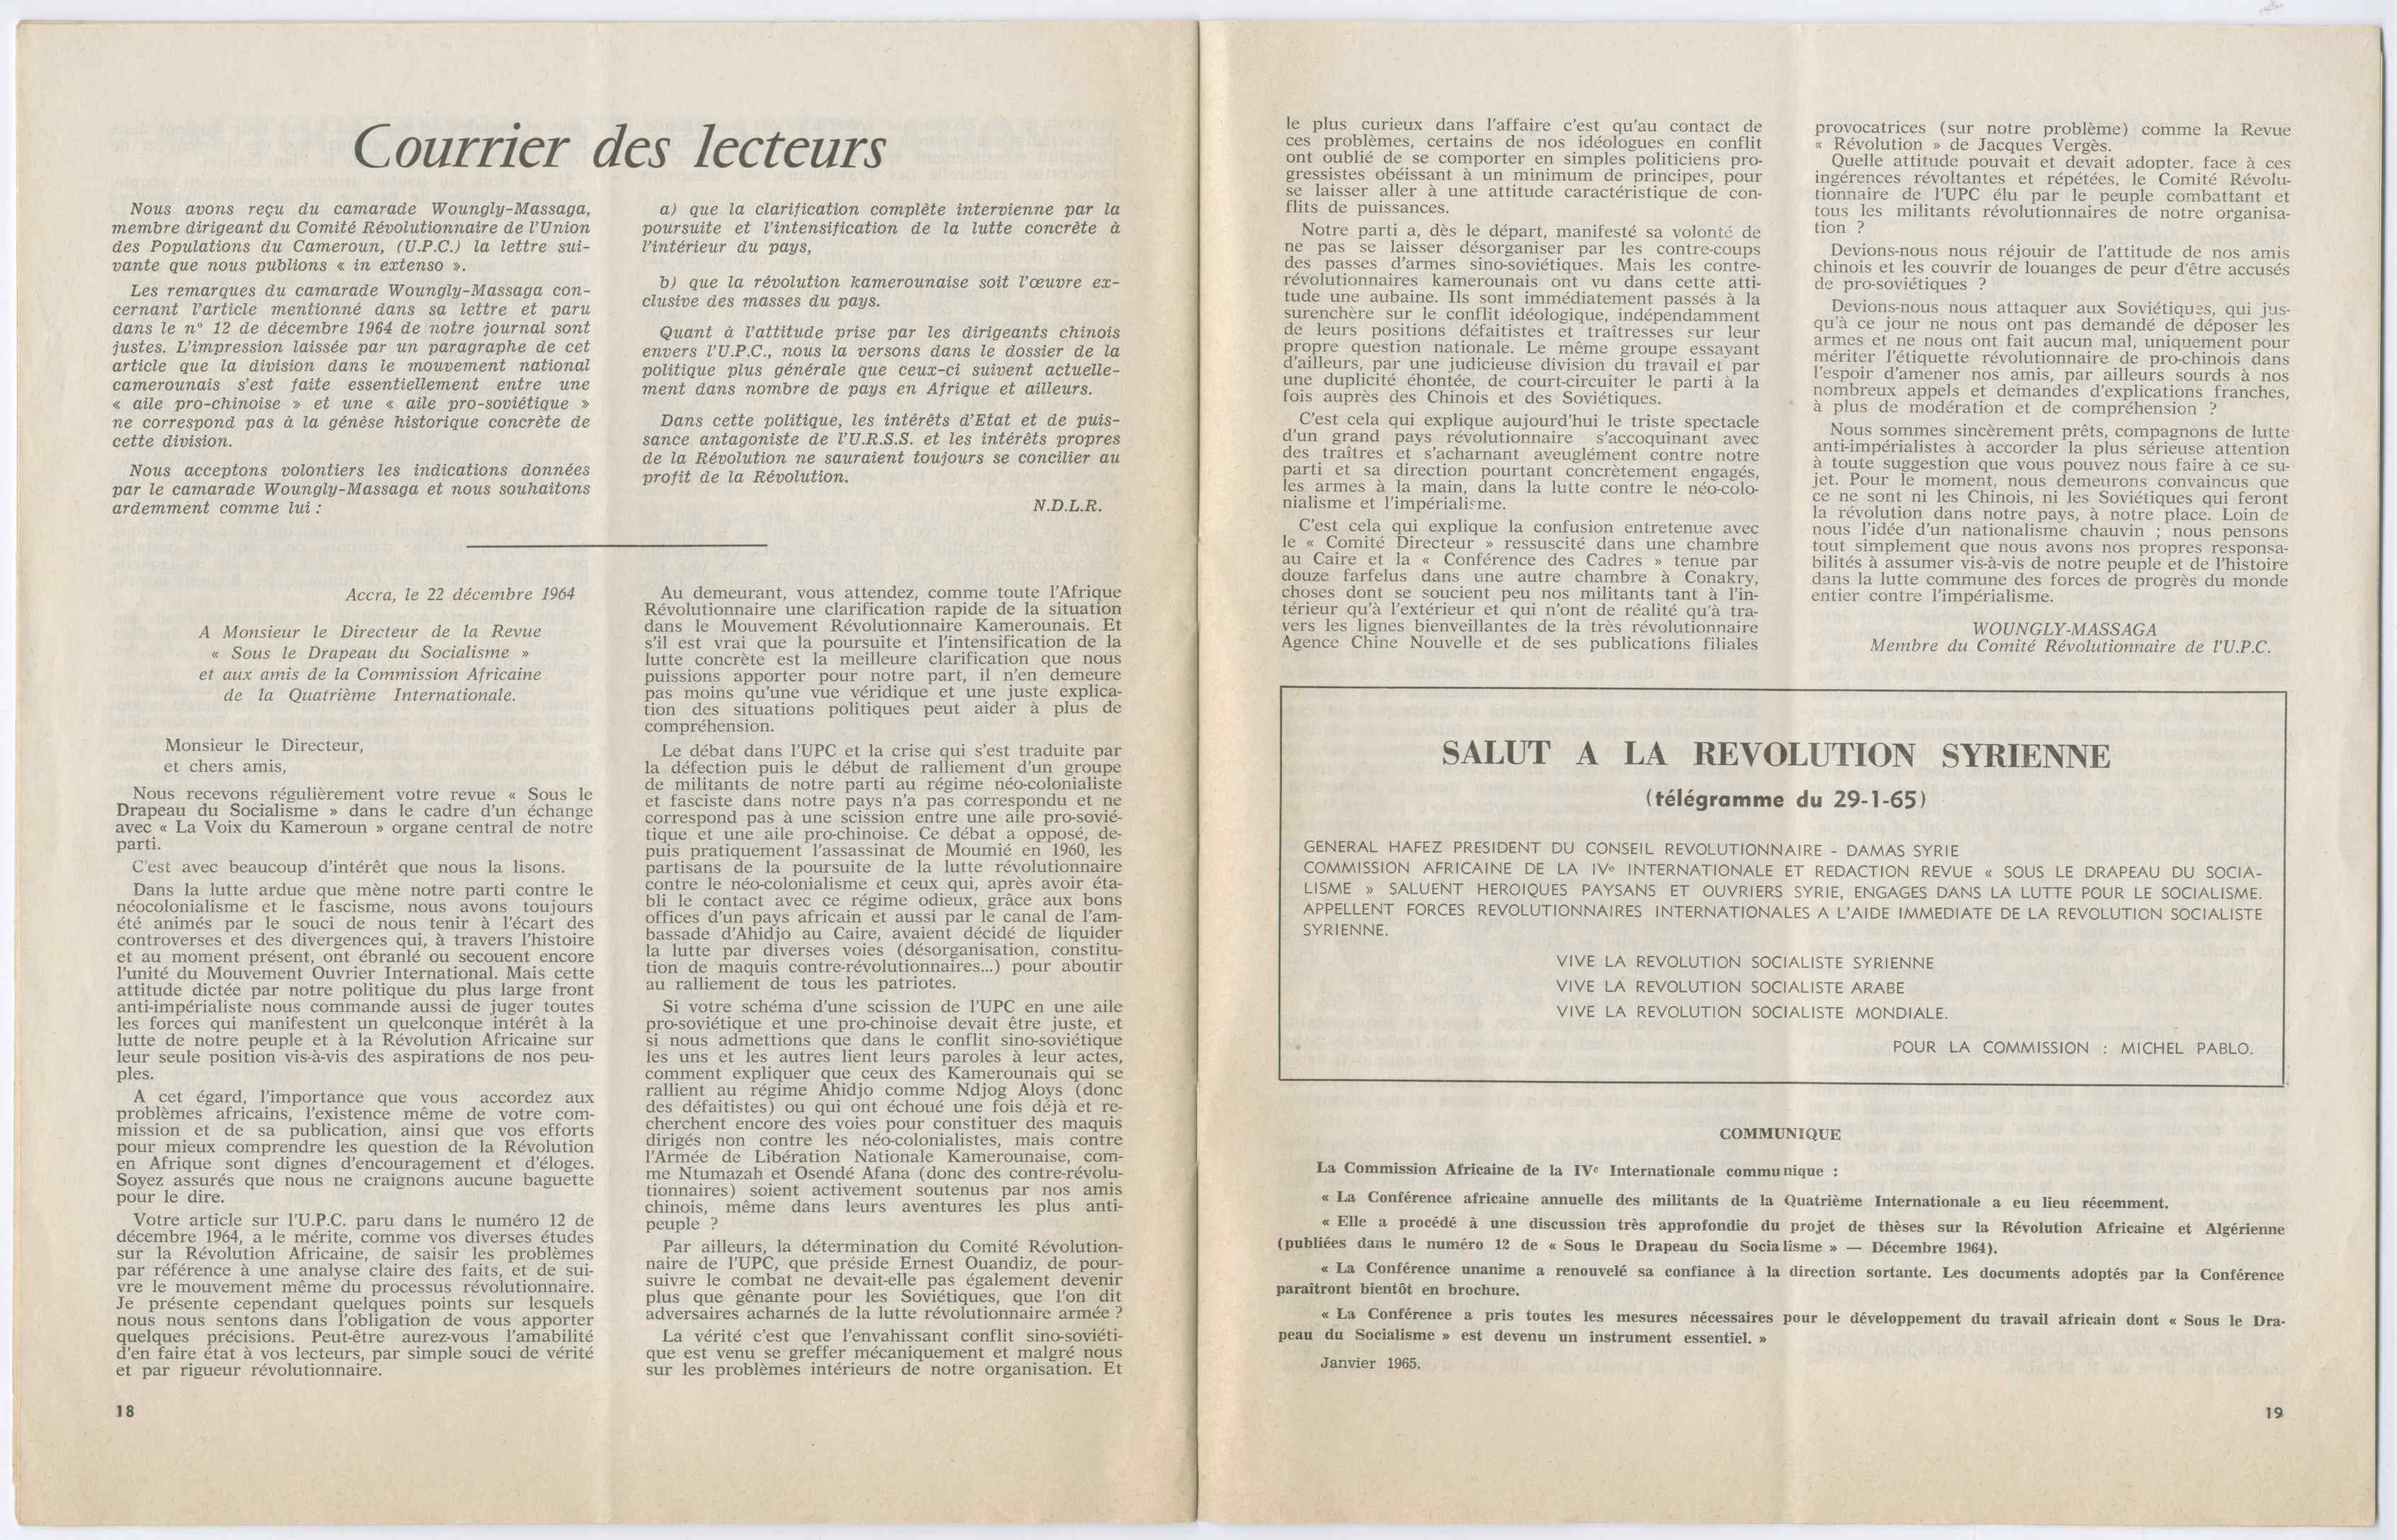 Courrier des lecteurs
Nous avons reçu du camarade Woungly-Massaga,
membre dirigeant du Comité Révolutionnaire de l'Union
des Populations du Cameroun, (U.P.C.) la lettre sui-
vante que nous publions « in extenso ».
Les remarques du camarade Woungly-Massaga con-
cernant l'article mentionné dans sa lettre et paru
dans le n° 12 de décembre 1964 de notre journal sont
justes. L'impression laissée par un paragraphe de cet
article que la division dans le mouvement national
camerounais s'est faite essentiellement entre une
« aile pro-chinoise » et une « aile pro-soviétique »
ne correspond pas à la génèse historique concrète de
cette division.
Nous acceptons volontiers les indications données
par le camarade Woungly-Massaga et nous souhaitons
ardemment comme lui :
a) que la clarification complète intervienne par la
poursuite et l'intensification de la lutte concrète à
l'intérieur du pays,
b) que la révolution kamerounaise soit l'œuvre ex-
clusive des masses du pays.
Quant à l'attitude prise par les dirigeants chinois
envers l'U.P.C., nous la versons dans le dossier de la
politique plus générale que ceux-ci suivent actuelle-
ment dans nombre de pays en Afrique et ailleurs.
Dans cette politique, les intérêts d'Etat et de puis-
sance antagoniste de l'U.R.S.S. et les intérêts propres
de la Révolution ne sauraient toujours se concilier au
profit de la Révolution.
N.D.L.R.
Accra, le 22 décembre 1964
A Monsieur le Directeur de la Revue
« Sous le Drapeau du Socialisme »
et aux amis de la Commission Africaine
de la Quatrième Internationale.
Monsieur le Directeur,
et chers amis,
Nous recevons régulièrement votre revue « Sous le
Drapeau du Socialisme » dans le cadre d'un échange
avec « La Voix du Kameroun » organe central de notre
parti.
C'est avec beaucoup d'intérêt que nous la lisons.
Dans la lutte ardue que mène notre parti contre le
néocolonialisme et le fascisme, nous avons toujours
été animés par le souci de nous tenir à l'écart des
controverses et des divergences qui, à travers l'histoire
et au moment présent, ont ébranlé ou secouent encore
l'unité du Mouvement Ouvrier International. Mais cette
attitude dictée par notre politique du plus large front
anti-impérialiste nous commande aussi de juger toutes
les forces qui manifestent un quelconque intérêt à la
lutte de notre peuple et à la Révolution Africaine sur
leur seule position vis-à-vis des aspirations de nos peu-
ples.
A cet égard, l'importance que vous accordez aux
problèmes africains, l'existence même de votre com-
mission et de sa publication, ainsi que vos efforts
pour mieux comprendre les question de la Révolution
en Afrique sont dignes d'encouragement et d'éloges.
Soyez assurés que nous ne craignons aucune baguette
pour le dire.
Votre article sur l'U.P.C. paru dans le numéro 12 de
décembre 1964, a le mérite, comme vos diverses études
sur la Révolution Africaine, de saisir les problèmes
par référence à une analyse claire des faits, et de sui-
vre le mouvement même du processus révolutionnaire.
Je présente cependant quelques points sur lesquels
nous nous sentons dans l'obligation de vous apporter
quelques précisions. Peut-être aurez-vous l'amabilité
d'en faire état à vos lecteurs, par simple souci de vérité
et par rigueur révolutionnaire.
Au demeurant, vous attendez, comme toute l'Afrique
Révolutionnaire une clarification rapide de la situation
dans le Mouvement Révolutionnaire Kamerounais. Et
s'il est vrai que la poursuite et l'intensification de la
lutte concrète est la meilleure clarification que nous
puissions apporter pour notre part, il n'en demeure
pas moins qu'une vue véridique et une juste explica-
tion des situations politiques peut aider à plus de
compréhension.
Le débat dans l'UPC et la crise qui s'est traduite par
la défection puis le début de ralliement d'un groupe
de militants de notre parti au régime néo-colonialiste
et fasciste dans notre pays n'a pas correspondu et ne
correspond pas à une scission entre une aile pro-sovié-
tique et une aile pro-chinoise. Ce débat a opposé, de-
puis pratiquement l'assassinat de Moumié en 1960, les
partisans de la poursuite de la lutte révolutionnaire
contre le néo-colonialisme et ceux qui, après avoir éta-
bli le contact avec ce régime odieux, grâce aux bons
offices d'un pays africain et aussi par le canal de l'am-
bassade d'Ahidjo au Caire, avaient décidé de liquider
la lutte par diverses voies (désorganisation, constitu-
tion de maquis contre-révolutionnaires...) pour aboutir
au ralliement de tous les patriotes.
Si votre schéma d'une scission de l'UPC en une aile
pro-soviétique et une pro-chinoise devait être juste, et
si nous admettions que dans le conflit sino-soviétique
les uns et les autres lient leurs paroles à leur actes,
comment expliquer que ceux des Kamerounais qui se
rallient au régime Ahidjo comme Ndjog Aloys (donc
des défaitistes) ou qui ont échoué une fois déjà et re-
cherchent encore des voies pour constituer des maquis
dirigés non contre les néo-colonialistes, mais contre
l'Armée de Libération Nationale Kamerounaise, com-
me Ntumazah et Osendé Afana (donc des contre-révolu-
tionnaires) soient activement soutenus par nos amis
chinois, même dans leurs aventures les plus anti-
peuple ?
Par ailleurs, la détermination du Comité Révolution-
naire de l'UPC, que préside Ernest Ouandiz, de pour-
suivre le combat ne devait-elle pas également devenir
plus que gênante pour les Soviétiques, que l'on dit
adversaires acharnés de la lutte révolutionnaire armée ?
La vérité c'est que l'envahissant conflit sino-soviéti-
que est venu se greffer mécaniquement et malgré nous
sur les problèmes intérieurs de notre organisation. Et
18
le plus curieux dans l'affaire c'est qu'au contact de
ces problèmes, certains de nos idéologues en conflit
ont oublié de se comporter en simples politiciens pro-
gressistes obéissant à un minimum de principes, pour
se laisser aller à une attitude caractéristique de con-
flits de puissances.
Notre parti a, dès le départ, manifesté sa volonté de
ne pas se laisser désorganiser par les contre-coups
des passes d'armes sino-soviétiques. Mais les contre-
révolutionnaires kamerounais ont vu dans cette atti-
tude une aubaine. Ils sont immédiatement passés à la
surenchère sur le conflit idéologique, indépendamment
de leurs positions défaitistes et traîtresses sur leur
propre question nationale. Le même groupe essayant
d'ailleurs, par une judicieuse division du travail et par
une duplicité éhontée, de court-circuiter le parti à la
fois auprès des Chinois et des Soviétiques.
C'est cela qui explique aujourd'hui le triste spectacle
d'un grand pays révolutionnaire s'accoquinant avec
des traîtres et s'acharnant aveuglément contre notre
parti et sa direction pourtant concrètement engagés,
les armes à la main, dans la lutte contre le néo-colo-
nialisme et l'impérialisme.
C'est cela qui explique la confusion entretenue avec
le « Comité Directeur » ressuscité dans une chambre
au Caire et la « Conférence des Cadres » tenue par
douze farfelus dans une autre chambre à Conakry,
choses dont se soucient peu nos militants tant à l'in-
térieur qu'à l'extérieur et qui n'ont de réalité qu'à tra-
vers les lignes bienveillantes de la très révolutionnaire
Agence Chine Nouvelle et de ses publications filiales
provocatrices (sur notre problème) comme la Revue
« Révolution » de Jacques Vergès.
Quelle attitude pouvait et devait adopter. face à ces
ingérences révoltantes et répétées, le Comité Révolu-
tionnaire de l'UPC élu par le peuple combattant et
tous les militants révolutionnaires de notre organisa-
tion ?
Devions-nous nous réjouir de l'attitude de nos amis
chinois et les couvrir de louanges de peur d'être accusés
de pro-soviétiques ?
Devions-nous nous attaquer aux Soviétiques, qui jus-
qu'à ce jour ne nous ont pas demandé de déposer les
armes et ne nous ont fait aucun mal, uniquement pour
mériter l'étiquette révolutionnaire de pro-chinois dans
l'espoir d'amener nos amis, par ailleurs sourds à nos
nombreux appels et demandes d'explications franches,
à plus de modération et de compréhension ?
Nous sommes sincèrement prêts, compagnons de lutte
anti-impérialistes à accorder la plus sérieuse attention
à toute suggestion que vous pouvez nous faire à ce su-
jet. Pour le moment, nous demeurons convaincus que
ce ne sont ni les Chinois, ni les Soviétiques qui feront
la révolution dans notre pays, à notre place. Loin de
nous l'idée d'un nationalisme chauvin ; nous pensons
tout simplement que nous avons nos propres responsa-
bilités à assumer vis-à-vis de notre peuple et de l'histoire
dans la lutte commune des forces de progrès du monde
entier contre l'impérialisme.
WOUNGLY-MASSAGA
Membre du Comité Révolutionnaire de l'U.P.C.
SALUT A LA REVOLUTION SYRIENNE
(télégramme du 29-1-65)
GENERAL HAFEZ PRESIDENT DU CONSEIL REVOLUTIONNAIRE - DAMAS SYRIE
COMMISSION AFRICAINE DE LA IVe INTERNATIONALE ET REDACTION REVUE « SOUS LE DRAPEAU DU SOCIA-
LISME » SALUENT HEROIQUES PAYSANS ET OUVRIERS SYRIE, ENGAGES DANS LA LUTTE POUR LE SOCIALISME.
APPELLENT FORCES REVOLUTIONNAIRES INTERNATIONALES A L'AIDE IMMEDIATE DE LA REVOLUTION SOCIALISTE
SYRIENNE.
VIVE LA REVOLUTION SOCIALISTE SYRIENNE
VIVE LA REVOLUTION SOCIALISTE ARABE
VIVE LA REVOLUTION SOCIALISTE MONDIALE.
POUR LA COMMISSION : MICHEL PABLO.
COMMUNIQUE
La Commission Africaine de la IVe Internationale communique :
« La Conférence africaine annuelle des militants de la Quatrième Internationale a eu lieu récemment.
« Elle a procédé à une discussion très approfondie du projet de thèses sur la Révolution Africaine et Algérienne
(publiées dans le numéro 12 de « Sous le Drapeau du Socialisme » — Décembre 1964).
« La Conférence unanime a renouvelé sa confiance à la direction sortante. Les documents adoptés par la Conférence
paraîtront bientôt en brochure.
« La Conférence a pris toutes les mesures nécessaires pour le développement du travail africain dont « Sous le Dra-
peau du Socialisme » est devenu un instrument essentiel. »
Janvier 1965.
19